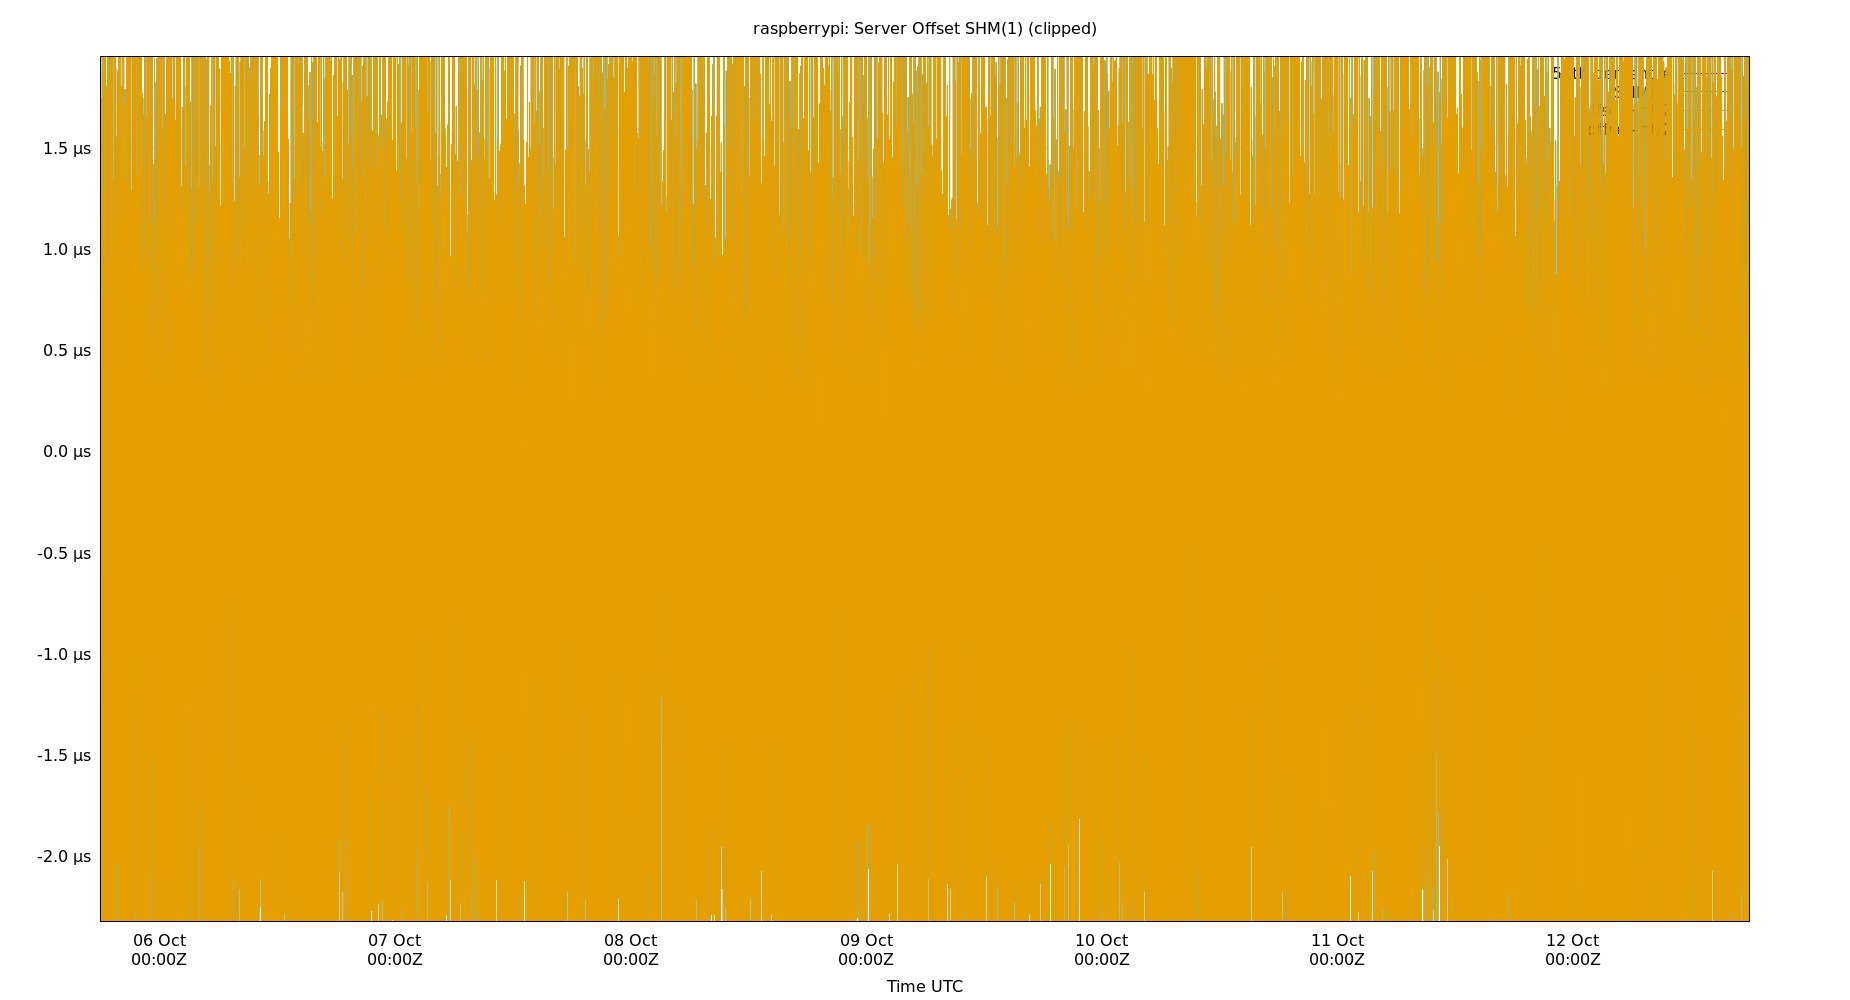 raspberrypi: Server Offset SHM(1) (clipped)
1.5 µs
1.0 µs
0.5 µs
0.0 µs
-0.5 µs
-1.0 µs
-1.5 µs
-2.0 µs
06 Oct 07 Oct 08 Oct 09 Oct 10 Oct 11 Oct 12 Oct
00:00Z 00:00Z 00:00Z 00:00Z 00:00Z 00:00Z 00:00Z
Time UTC